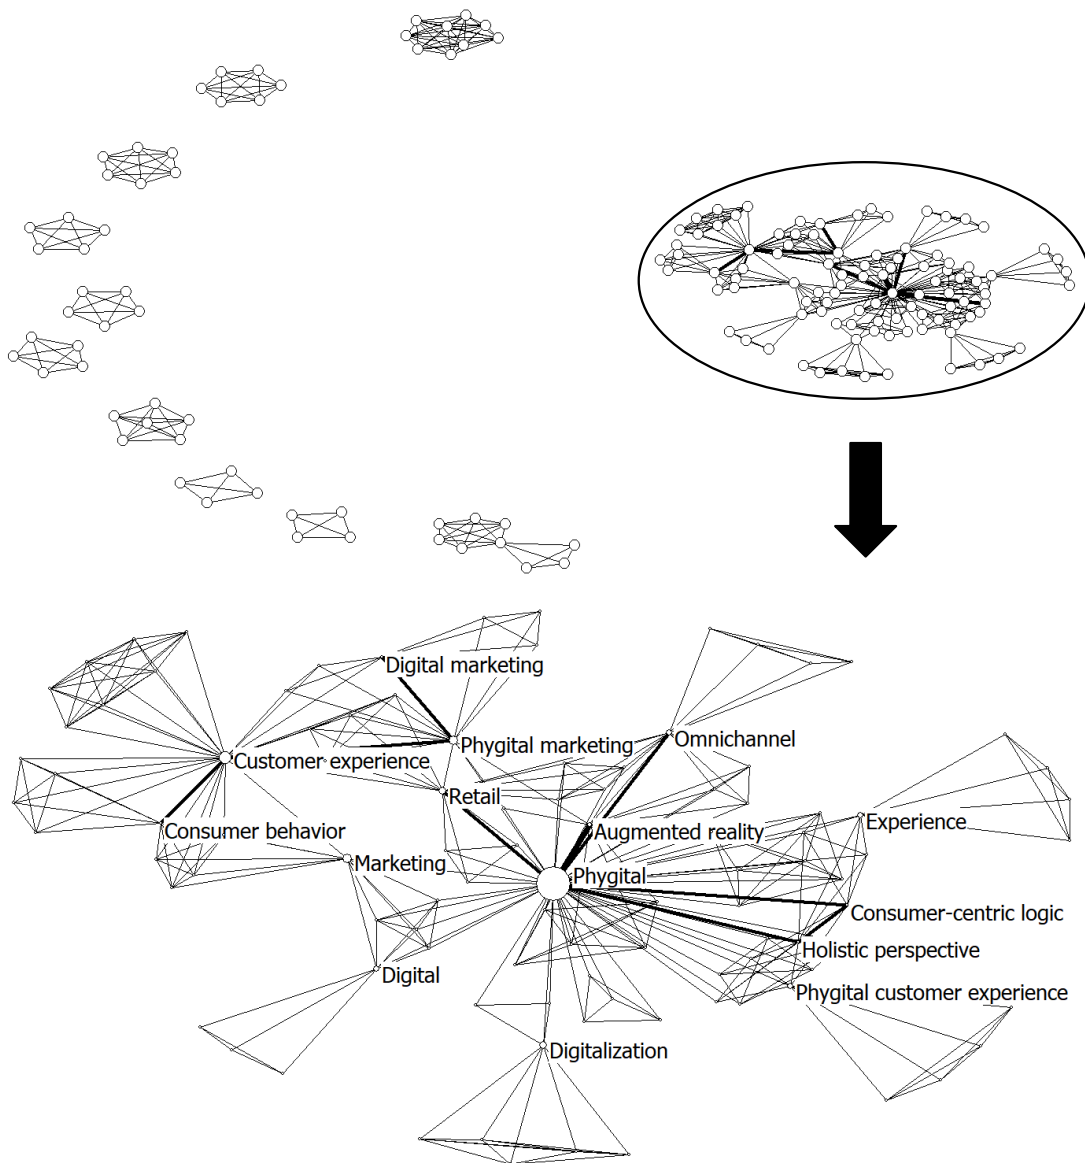 Digital marketing
Omnichannel
Phygital marketing
Customer experience
Retail
Experience
Consumer behavior
Augmented reality
Marketing
Phygital
Consumer-centric logic
Holistic perspective
Digital
Phygital customer experience
Digitalization